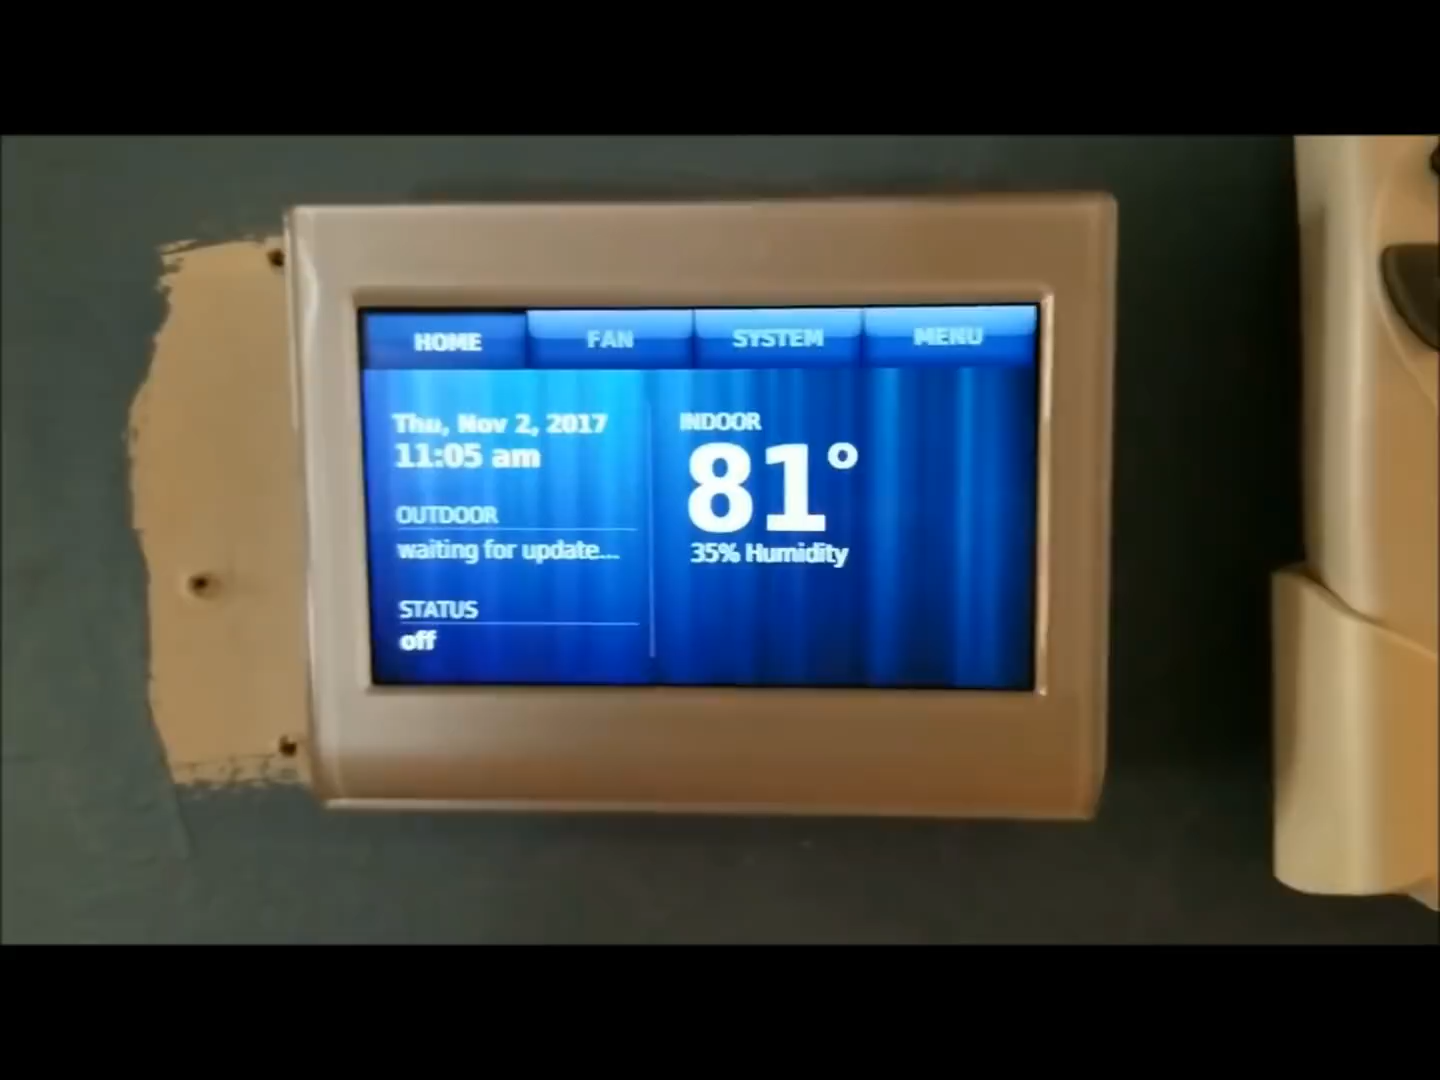 HOME FAN SYSTEM MENU
Thu, Nov 2, 2017
11:05 am
OUTDOOR
waiting for update...
STATUS
off
INDOOR
81°
35% Humidity